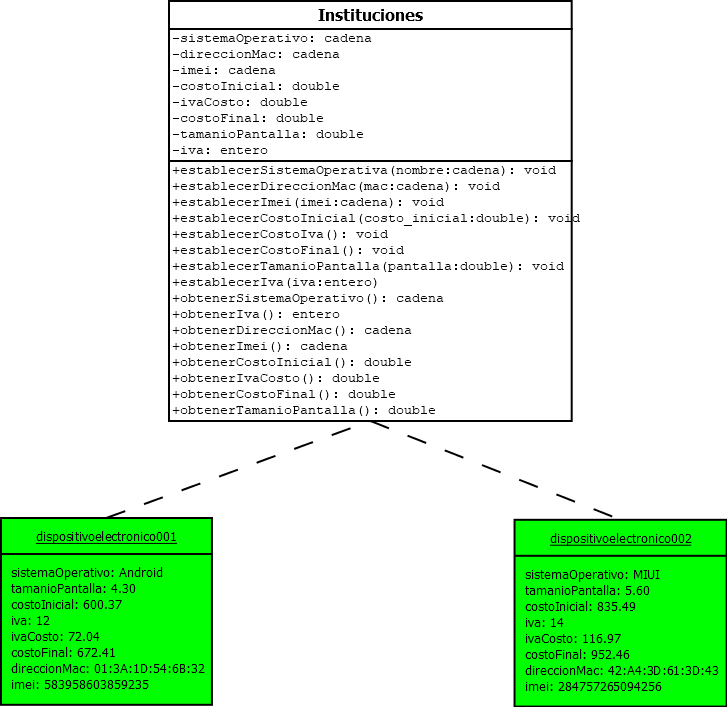 Instituciones
-sistemaOperativo: cadena
-direccionMac: cadena
-imei: cadena
-costoInicial: double
-ivaCosto: double
-costoFinal: double
-tamanioPantalla: double
-iva: entero
+establecerSistemaOperativa(nombre:cadena): void
+establecerDireccionMac(mac:cadena): void
+establecerImei(imei:cadena): void
+establecerCostoInicial(costo_inicial:double): void
+establecerCostoIva(): void
+establecerCostoFinal(): void
+establecerTamanioPantalla(pantalla:double): void
+establecerIva(iva:entero)
+obtenerSistemaOperativo(): cadena
+obtenerIva(): entero
+obtenerDireccionMac(): cadena
+obtenerImei(): cadena
+obtenerCostoInicial(): double
+obtenerIvaCosto(): double
+obtenerCostoFinal(): double
+obtenerTamanioPantalla(): double
dispositivoelectronico001
sistemaOperativo: Android
tamanioPantalla: 4.30
costoInicial: 600.37
iva: 12
ivaCosto: 72.04
costoFinal: 672.41
direccionMac: 01:3A:1D:54:6B:32
imei: 583958603859235
dispositivoelectronico002
sistemaOperativo: MIUI
tamanioPantalla: 5.60
costoInicial: 835.49
iva: 14
ivaCosto: 116.97
costoFinal: 952.46
direccionMac: 42:A4:3D:61:3D:43
imei: 284757265094256